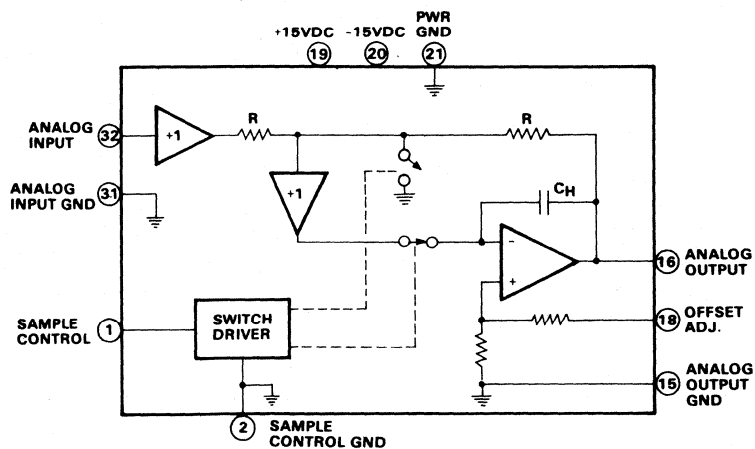 +15VDC
19
-15VDC
20
PWR
GND
21
ANALOG
INPUT
32
+1
R
R
ANALOG
INPUT GND
31
+1
CH
-
+
16
ANALOG
OUTPUT
18
OFFSET
ADJ.
SAMPLE
CONTROL
1
SWITCH
DRIVER
15
ANALOG
OUTPUT
GND
2
SAMPLE
CONTROL GND